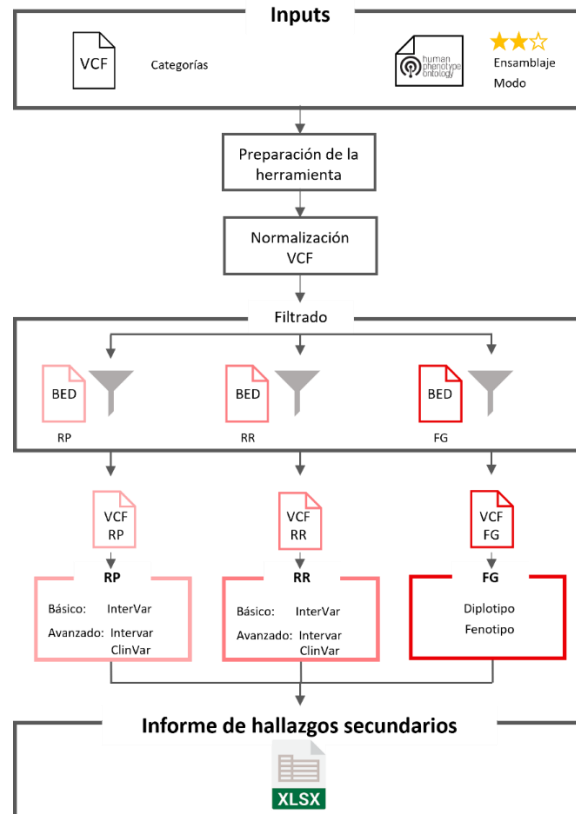 Inputs
VCF
Categorías
human
phenotype
ontology
Ensamblaje
Modo
Preparación de la
herramienta
Normalización
VCF
Filtrado
BED
BED
BED
RP
RR
FG
VCF
RP
VCF
RR
VCF
FG
RP
Básico: InterVar
Avanzado: Intervar
ClinVar
RR
Básico: InterVar
Avanzado: Intervar
ClinVar
FG
Diplotipo
Fenotipo
Informe de hallazgos secundarios
XLSX